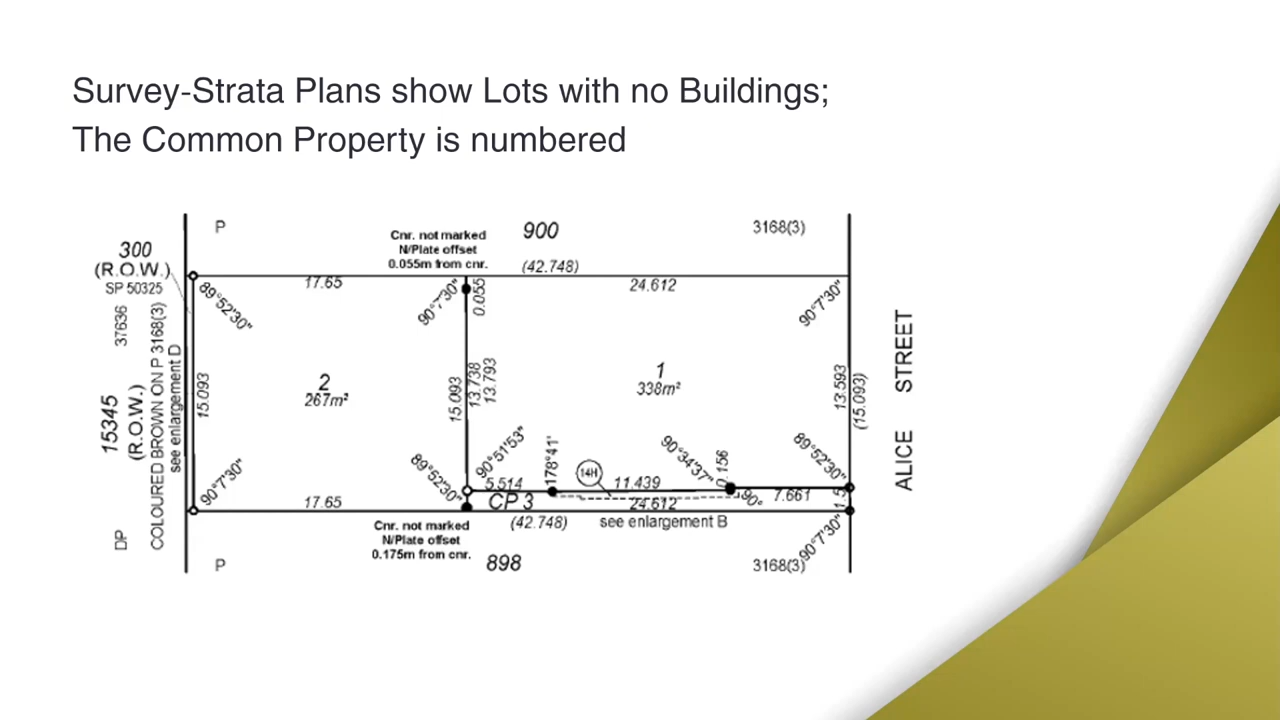 Survey-Strata Plans show Lots with no Buildings;
The Common Property is numbered
P
Cnr. not marked
N/Plate offset
0.055m from cnr.
900
(42.748)
3168(3)
300
(R.O.W.)
SP 50325
17.65
24.612
89°52'30"
90°7'30"
0.055
90°7'30"
37636
15345
(R.O.W.)
COLOURED BROWN ON P 3168(3)
see enlargement D
DP
15.093
2
267m²
15.093
13.738
13.793
1
338m²
13.593
(15.093)
ALICE STREET
90°7'30"
89°52'30"
90°51'53"
178°41'
14H
90°34'37"
89°52'30"
5.514
11.439
90°
7.661
1.5
17.65
CP 3
24.612
Cnr. not marked
N/Plate offset
0.175m from cnr.
(42.748)
see enlargement B
90°7'30"
P
898
3168(3)